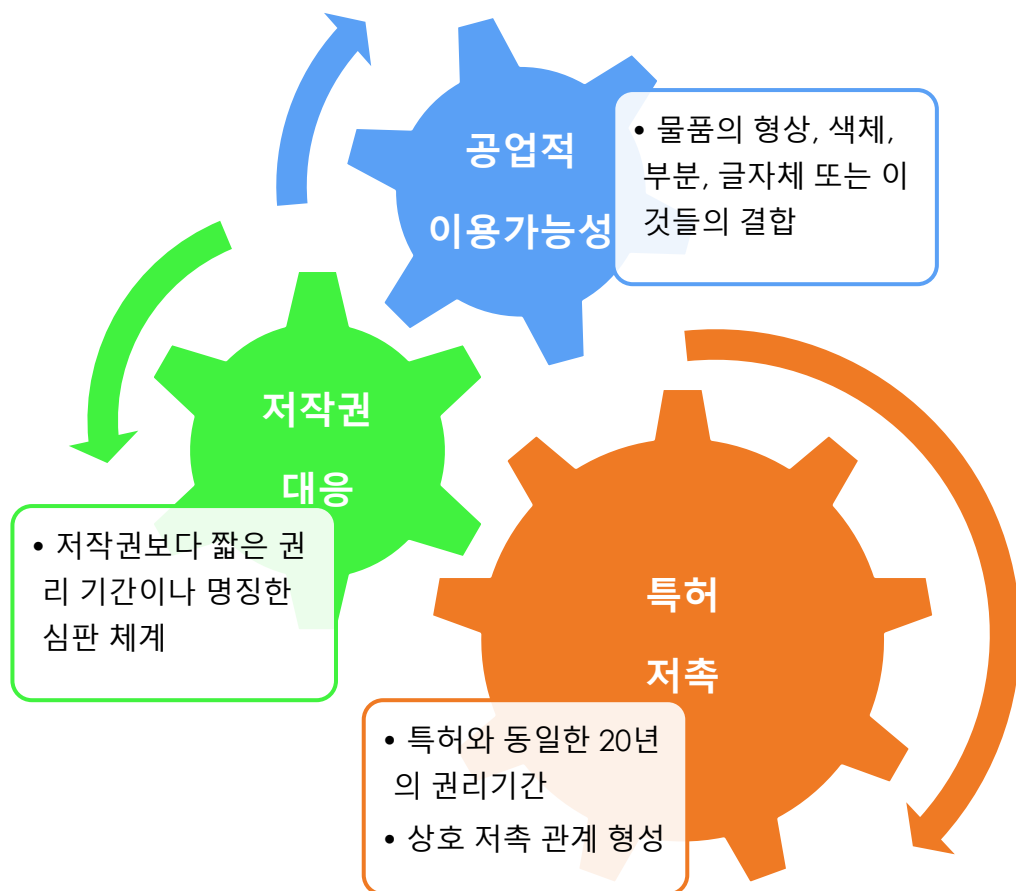 공업적
이용가능성
• 물품의 형상, 색체,
부분, 글자체 또는 이
것들의 결합
저작권
대응
• 저작권보다 짧은 권
리 기간이나 명징한
심판 체계
특허
저촉
• 특허와 동일한 20년
의 권리기간
• 상호 저촉 관계 형성